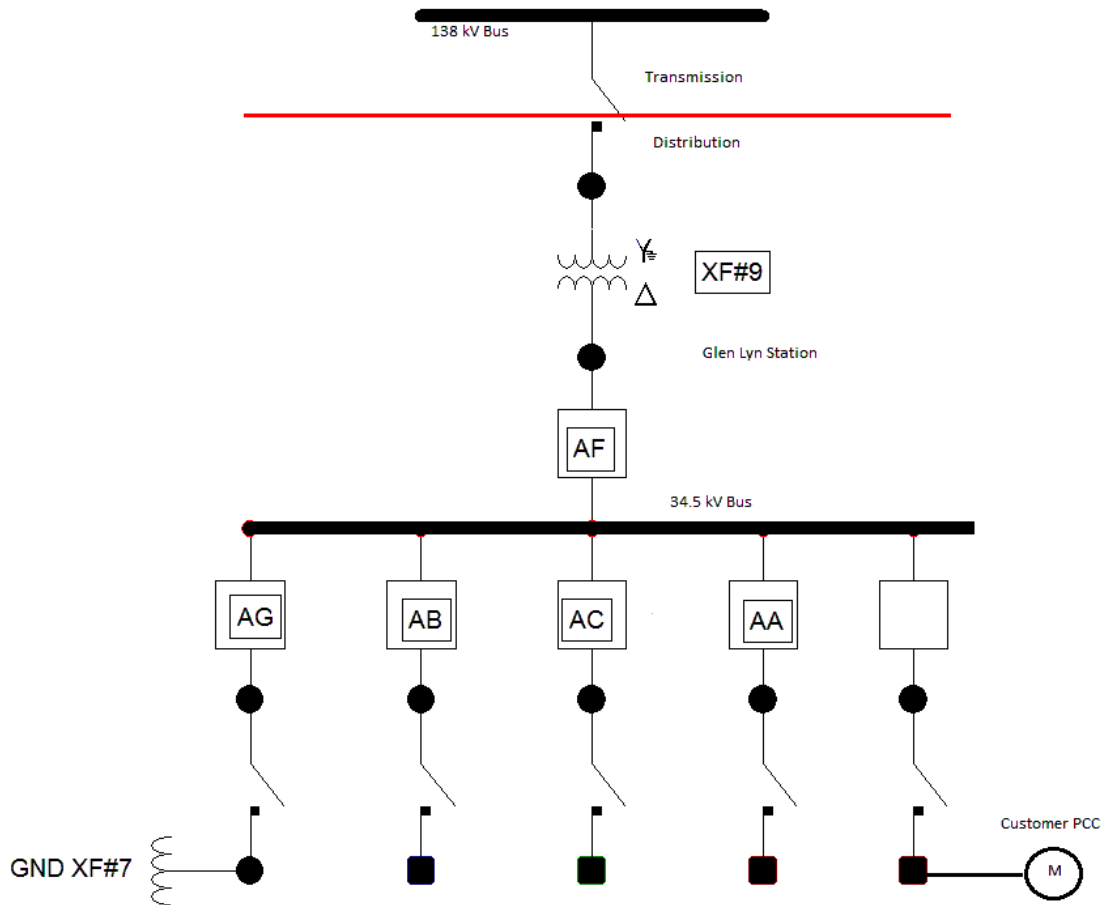 138 kV Bus
Transmission
Distribution
Y
XF#9
Δ
Glen Lyn Station
AF
34.5 kV Bus
AG
AB
AC
AA
Customer PCC
GND XF#7
M